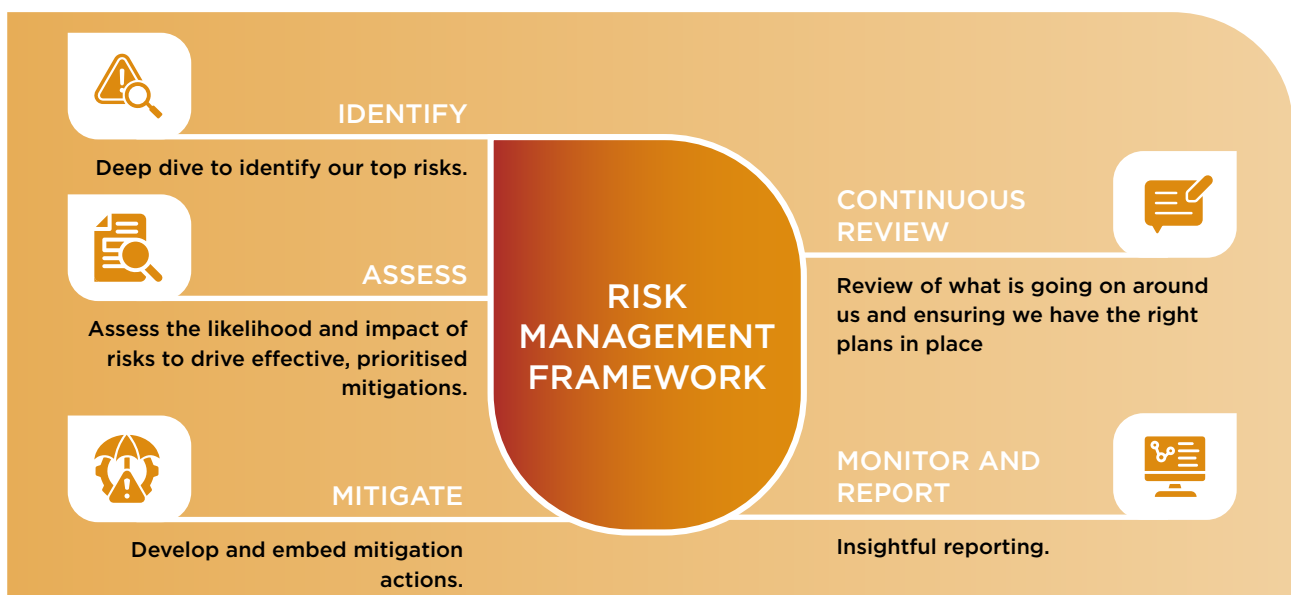 IDENTIFY
Deep dive to identify our top risks.
ASSESS
Assess the likelihood and impact of
risks to drive effective, prioritised
mitigations.
MITIGATE
Develop and embed mitigation
actions.
RISK
MANAGEMENT
FRAMEWORK
CONTINUOUS
REVIEW
Review of what is going on around
us and ensuring we have the right
plans in place
MONITOR AND
REPORT
Insightful reporting.